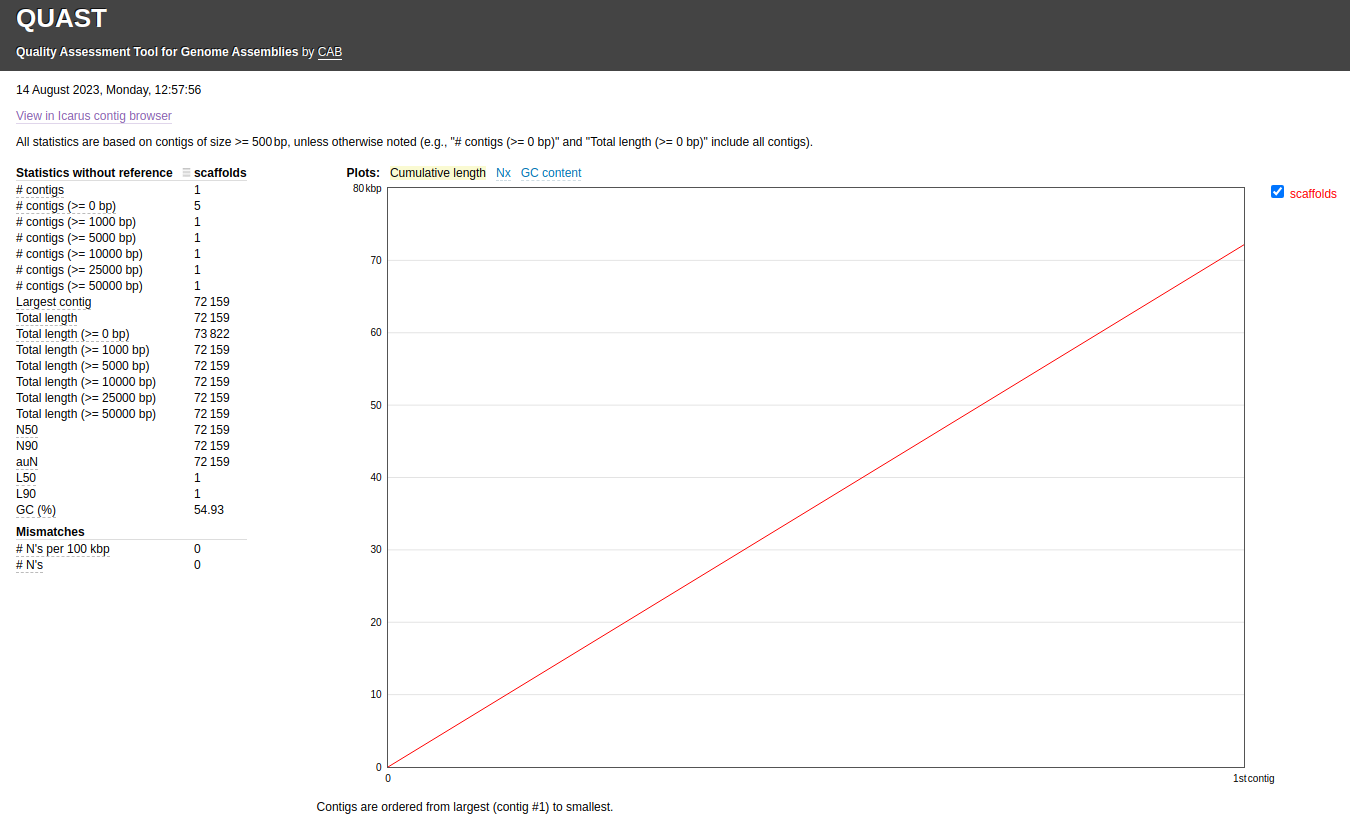 QUAST
Quality Assessment Tool for Genome Assemblies by CAB
14 August 2023, Monday, 12:57:56
View in Icarus contig browser
All statistics are based on contigs of size >= 500 bp, unless otherwise noted (e.g., "# contigs (>= 0 bp)" and "Total length (>= 0 bp)" include all contigs).
Statistics without reference scaffolds
# contigs 1
# contigs (>= 0 bp) 5
# contigs (>= 1000 bp) 1
# contigs (>= 5000 bp) 1
# contigs (>= 10000 bp) 1
# contigs (>= 25000 bp) 1
# contigs (>= 50000 bp) 1
Largest contig 72 159
Total length 72 159
Total length (>= 0 bp) 73 822
Total length (>= 1000 bp) 72 159
Total length (>= 5000 bp) 72 159
Total length (>= 10000 bp) 72 159
Total length (>= 25000 bp) 72 159
Total length (>= 50000 bp) 72 159
N50 72 159
N90 72 159
auN 72 159
L50 1
L90 1
GC (%) 54.93
Mismatches
# N's per 100 kbp 0
# N's 0
Plots: Cumulative length Nx GC content
80 kbp
70
60
50
40
30
20
10
0
0 1st contig
scaffolds
Contigs are ordered from largest (contig #1) to smallest.